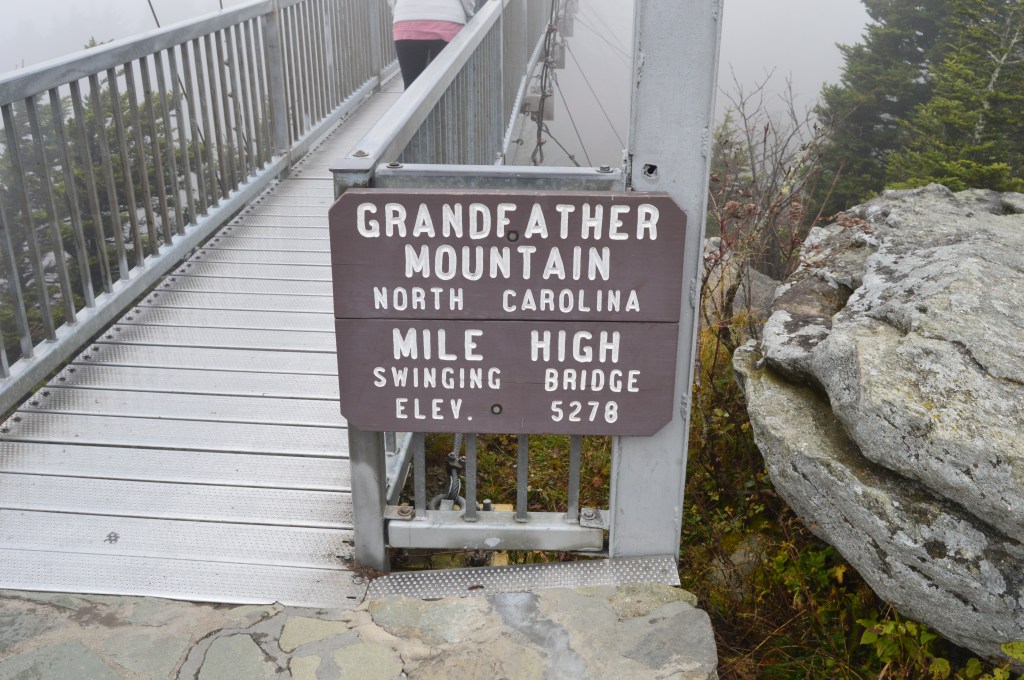 GRANDFATHER
MOUNTAIN
NORTH CAROLINA
MILE HIGH
SWINGING BRIDGE
ELEV. 5278